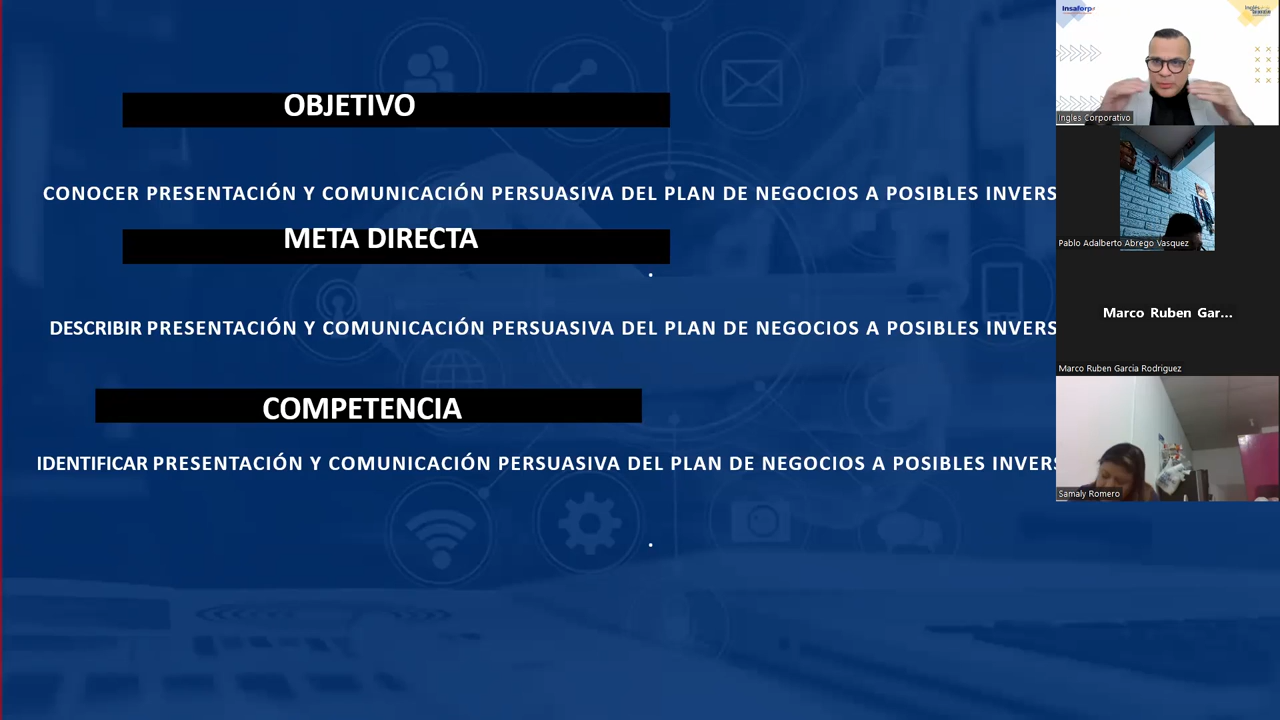 OBJETIVO
CONOCER PRESENTACIÓN Y COMUNICACIÓN PERSUASIVA DEL PLAN DE NEGOCIOS A POSIBLES INVERS
META DIRECTA
.
DESCRIBIR PRESENTACIÓN Y COMUNICACIÓN PERSUASIVA DEL PLAN DE NEGOCIOS A POSIBLES INVERS
COMPETENCIA
IDENTIFICAR PRESENTACIÓN Y COMUNICACIÓN PERSUASIVA DEL PLAN DE NEGOCIOS A POSIBLES INVERS
.
Insaforp
Ingles Corporativo
Pablo Adalberto Abrego Vasquez
Marco Ruben Gar...
Marco Ruben Garcia Rodriguez
Samaly Romero